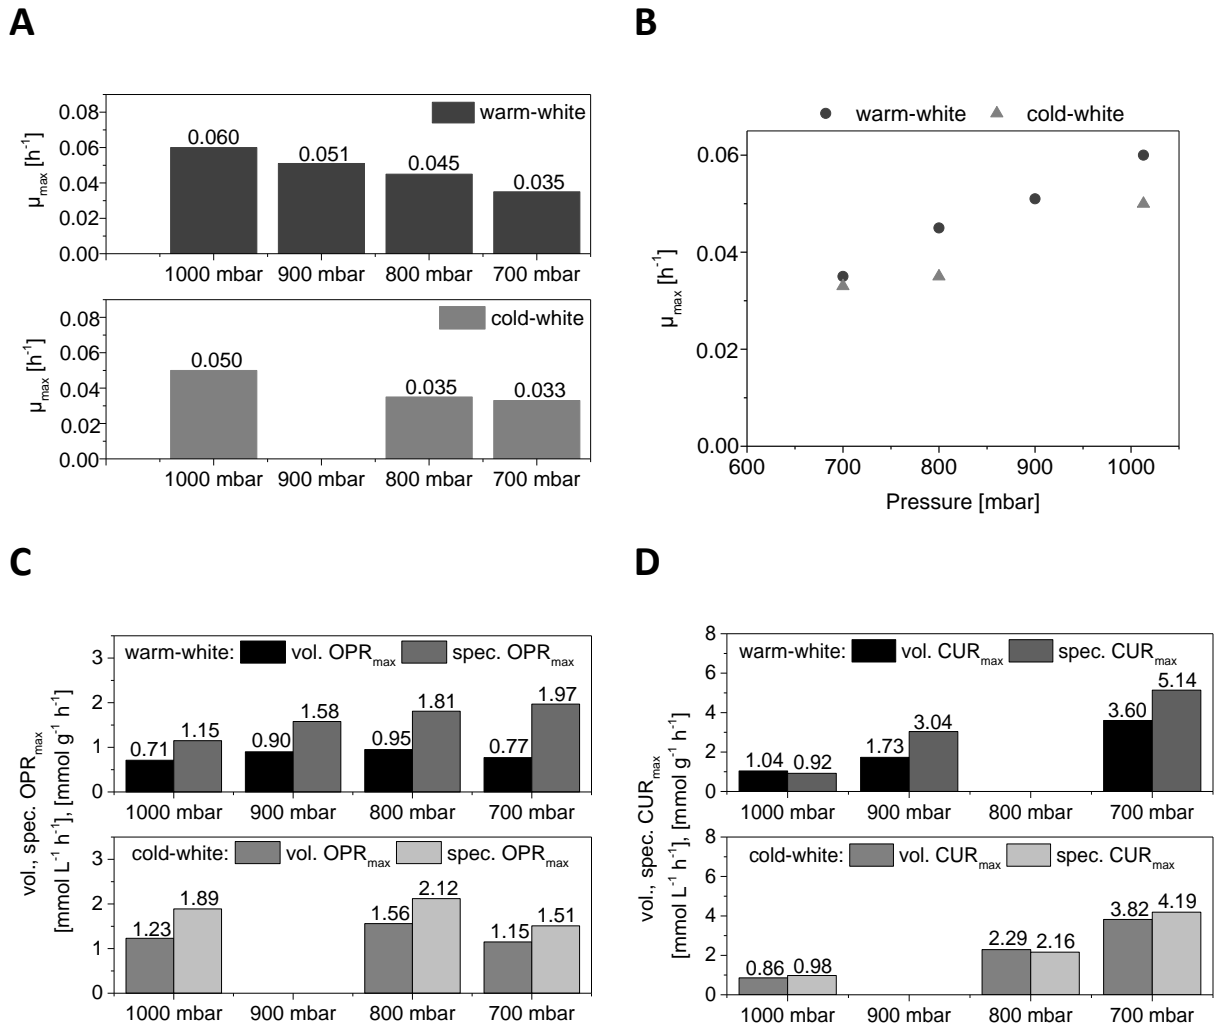 A
B
warm-white
0.08
0.06
0.04
0.02
0.00
μmax [h-1]
0.060
0.051
0.045
0.035
1000 mbar
900 mbar
800 mbar
700 mbar
cold-white
0.08
0.06
0.04
0.02
0.00
μmax [h-1]
0.050
0.035
0.033
1000 mbar
900 mbar
800 mbar
700 mbar
warm-white cold-white
0.06
0.04
0.02
0.00
μmax [h-1]
600
700
800
900
1000
Pressure [mbar]
C
D
vol., spec. OPRmax
[mmol L-1 h-1], [mmol g-1 h-1]
warm-white: vol. OPRmax spec. OPRmax
3
2
1
0
0.71
1.15
0.90
1.58
0.95
1.81
0.77
1.97
1000 mbar
900 mbar
800 mbar
700 mbar
cold-white: vol. OPRmax spec. OPRmax
3
2
1
0
1.23
1.89
1.56
2.12
1.15
1.51
1000 mbar
900 mbar
800 mbar
700 mbar
vol., spec. CURmax
[mmol L-1 h-1], [mmol g-1 h-1]
warm-white: vol. CURmax spec. CURmax
8
6
4
2
0
1.04
0.92
1.73
3.04
3.60
5.14
1000 mbar
900 mbar
800 mbar
700 mbar
cold-white: vol. CURmax spec. CURmax
8
6
4
2
0
0.86
0.98
2.29
2.16
3.82
4.19
1000 mbar
900 mbar
800 mbar
700 mbar